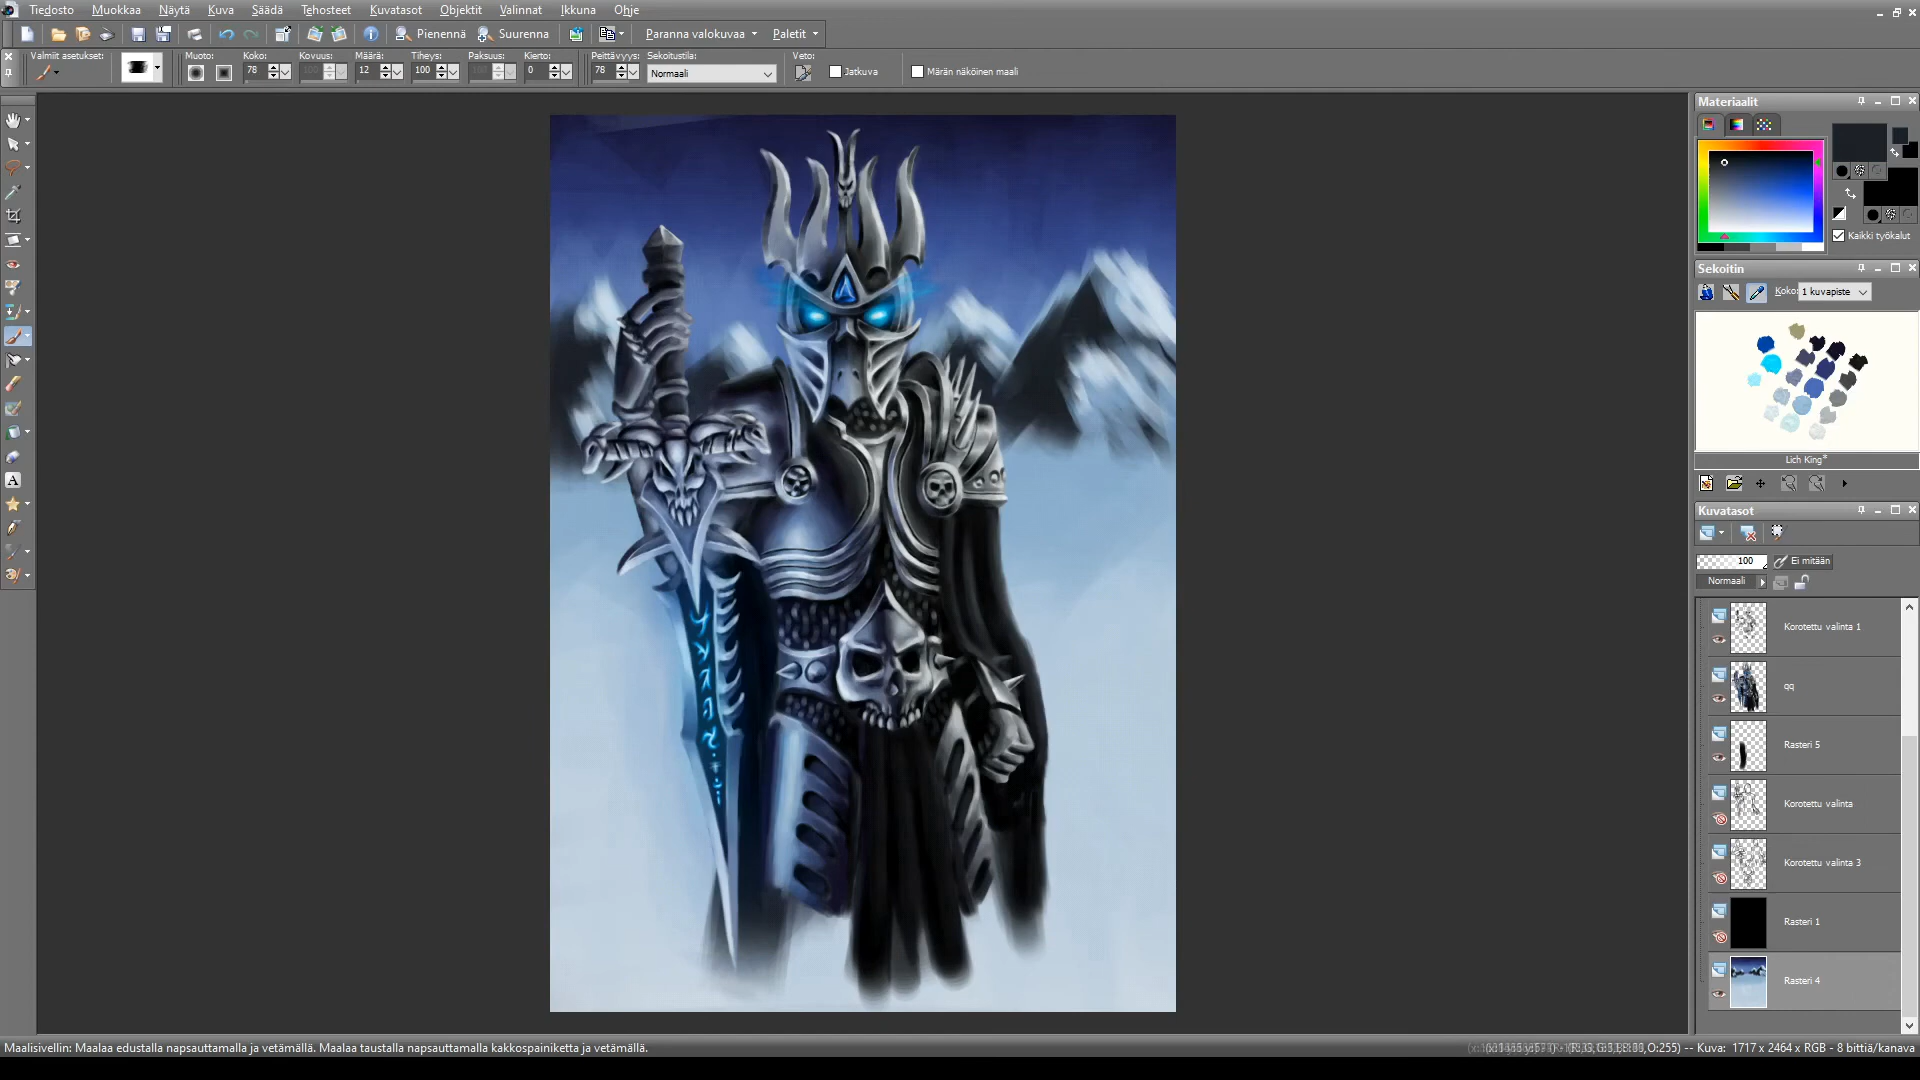 Tiedosto Muokkaa Näytä Kuva Säädä Tehosteet Kuvatasot Objektit Valinnat Ikkuna Ohje
Pienennä Suurenna Paranna valokuvaa Paletit
Valmiit asetukset: Muoto: Koko: Kovuus: Määrä: Tiheys: Paksuus: Kierto: Peittävyys: Sekoitustila: Veto:
78 100 12 100 100 0 78 Normaali Jatkuva Märän näköinen maali
Materiaalit
Kaikki työkalut
Sekoitin
Koko: 1 kuvapiste
Lich King*
Kuvatasot
100 Ei mitään
Normaali
Korotettu valinta 1
qq
Rasteri 5
Korotettu valinta
Korotettu valinta 3
Rasteri 1
Rasteri 4
A
Maalisivellin: Maalaa edustalla napsauttamalla ja vetämällä. Maalaa taustalla napsauttamalla kakkospainiketta ja vetämällä.
O:255) -- Kuva: 1717 x 2464 x RGB - 8 bittiä/kanava